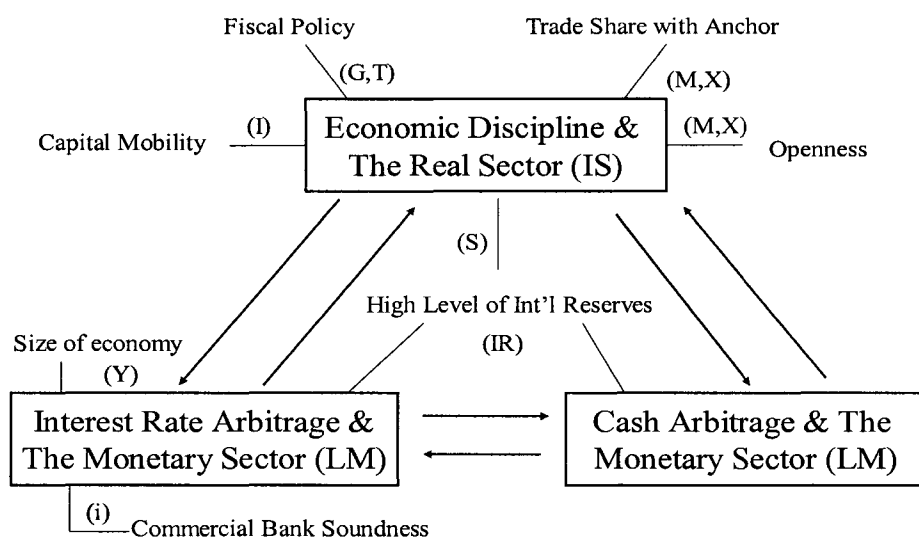 Fiscal Policy
Trade Share with Anchor
(G,T)
(M,X)
Capital Mobility
(I)
Economic Discipline &
The Real Sector (IS)
(M,X)
Openness
(S)
High Level of Int'l Reserves
(IR)
Size of economy
(Y)
Interest Rate Arbitrage &
The Monetary Sector (LM)
Cash Arbitrage & The
Monetary Sector (LM)
(i)
Commercial Bank Soundness